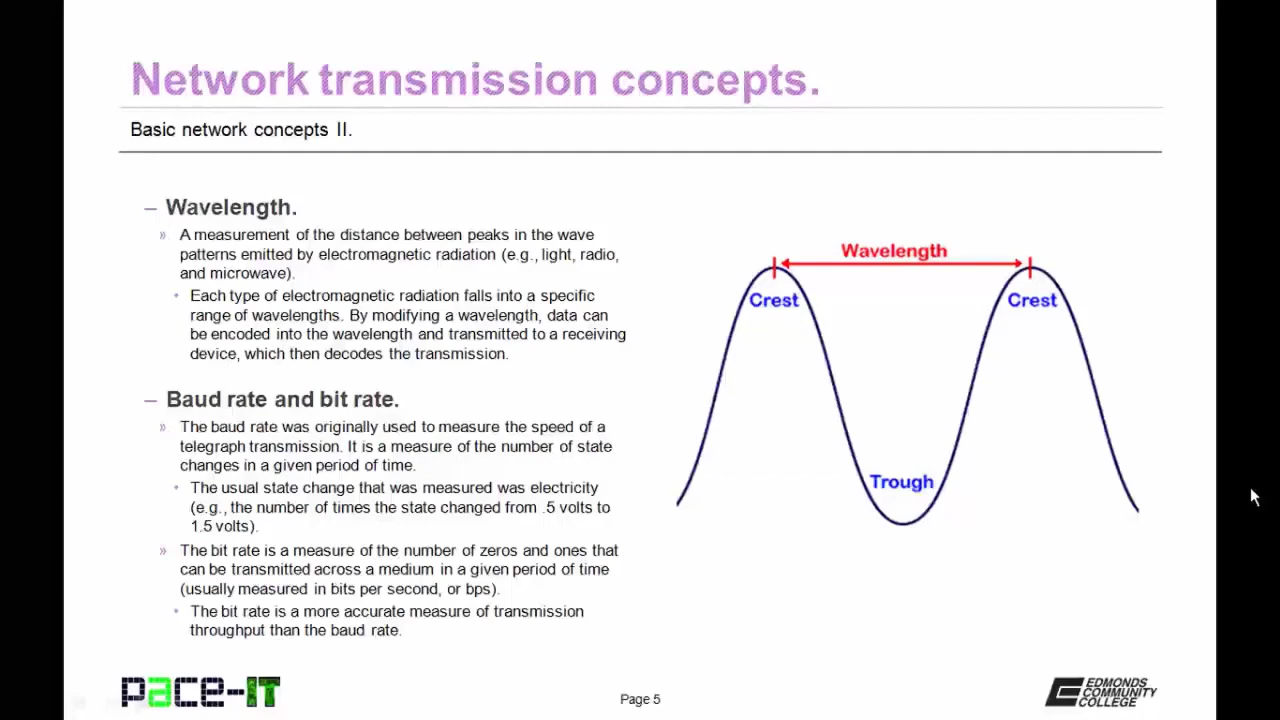 Network transmission concepts.
Basic network concepts II.
– Wavelength.
» A measurement of the distance between peaks in the wave
patterns emitted by electromagnetic radiation (e.g., light, radio,
and microwave).
• Each type of electromagnetic radiation falls into a specific
range of wavelengths. By modifying a wavelength, data can
be encoded into the wavelength and transmitted to a receiving
device, which then decodes the transmission.
– Baud rate and bit rate.
» The baud rate was originally used to measure the speed of a
telegraph transmission. It is a measure of the number of state
changes in a given period of time.
• The usual state change that was measured was electricity
(e.g., the number of times the state changed from .5 volts to
1.5 volts).
» The bit rate is a measure of the number of zeros and ones that
can be transmitted across a medium in a given period of time
(usually measured in bits per second, or bps).
• The bit rate is a more accurate measure of transmission
throughput than the baud rate.
Wavelength
Crest
Crest
Trough
pace-IT
Page 5
EDMONDS
COMMUNITY
COLLEGE